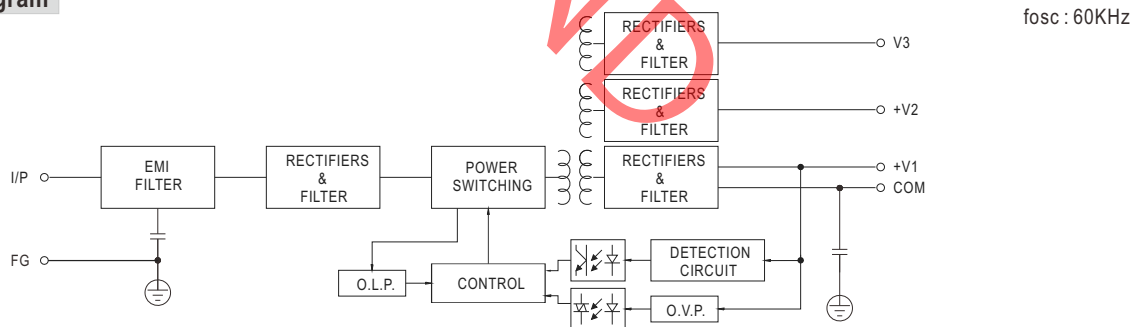 gram
fosc : 60KHz
RECTIFIERS
&
FILTER
V3
RECTIFIERS
&
FILTER
+V2
I/P
EMI
FILTER
RECTIFIERS
&
FILTER
POWER
SWITCHING
RECTIFIERS
&
FILTER
+V1
COM
FG
O.L.P.
CONTROL
DETECTION
CIRCUIT
O.V.P.